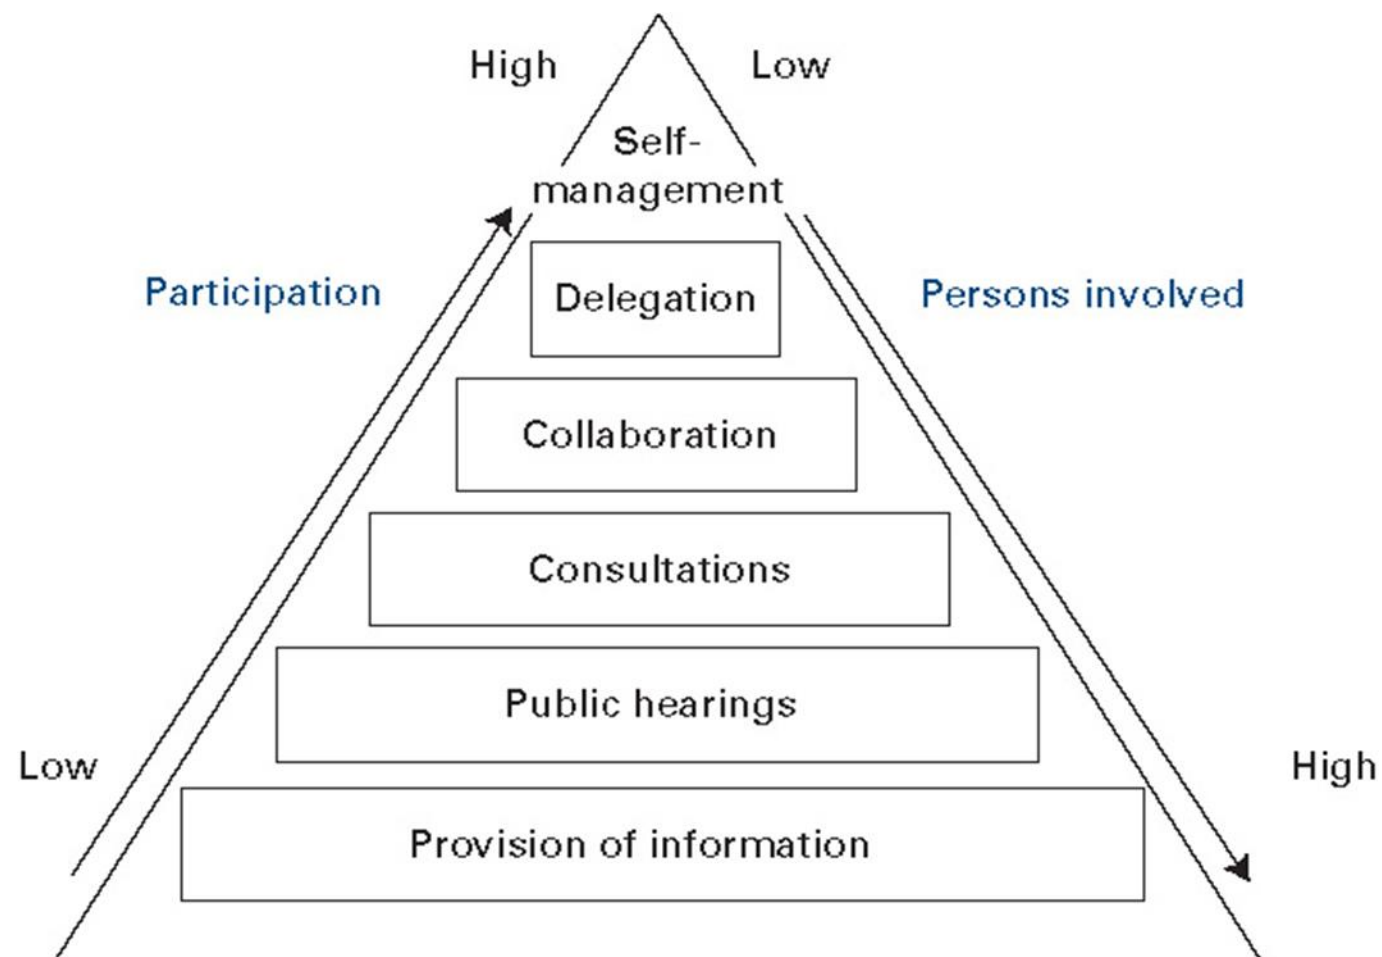 High
Low
Self-
management
Participation
Persons involved
Delegation
Collaboration
Consultations
Public hearings
Low
High
Provision of information